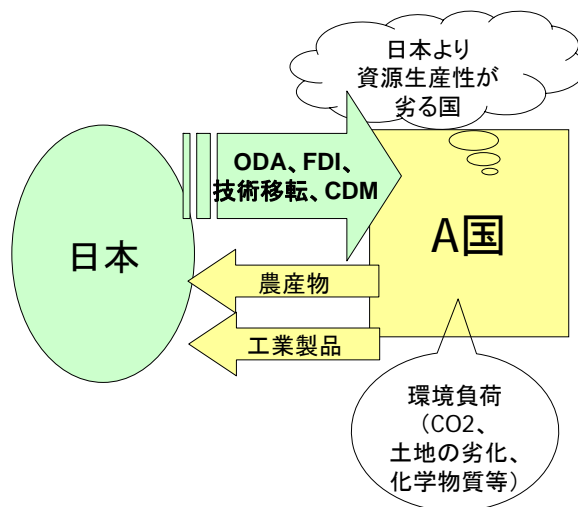 日本より
資源生産性が
劣る国
ODA、FDI、
技術移転、CDM
日本
A国
農産物
工業製品
環境負荷
（CO2、
土地の劣化、
化学物質等）